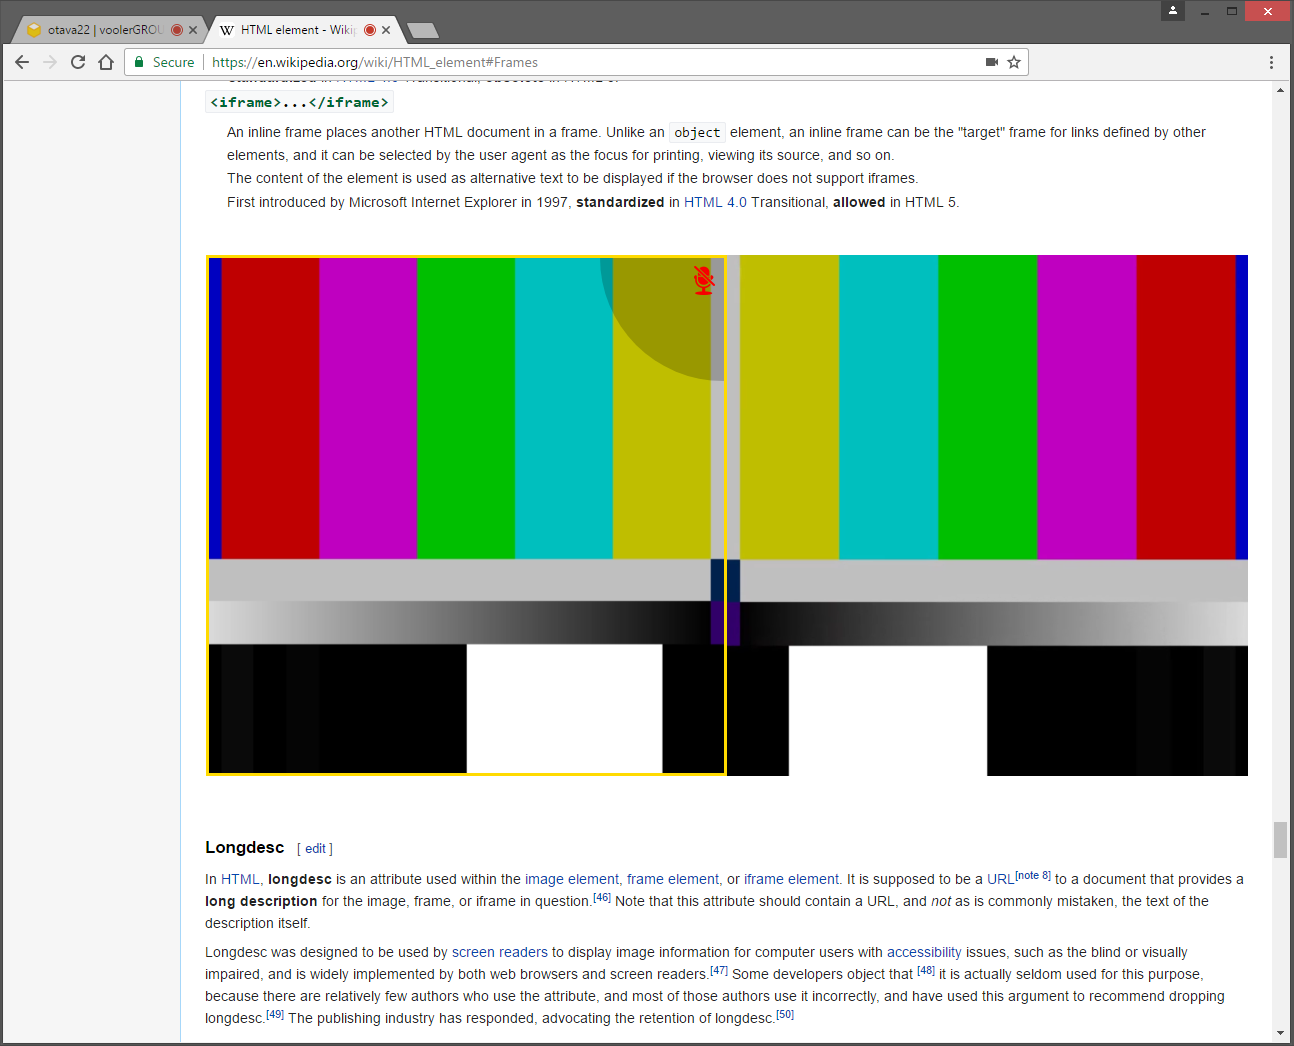 otava22 | voolerGROU
HTML element - Wikip
Secure
https://en.wikipedia.org/wiki/HTML_element#Frames
<iframe>...</iframe>
An inline frame places another HTML document in a frame. Unlike an object element, an inline frame can be the "target" frame for links defined by other
elements, and it can be selected by the user agent as the focus for printing, viewing its source, and so on.
The content of the element is used as alternative text to be displayed if the browser does not support iframes.
First introduced by Microsoft Internet Explorer in 1997, standardized in HTML 4.0 Transitional, allowed in HTML 5.
Longdesc [ edit ]
In HTML, longdesc is an attribute used within the image element, frame element, or iframe element. It is supposed to be a URL[note 8] to a document that provides a
long description for the image, frame, or iframe in question.[46] Note that this attribute should contain a URL, and not as is commonly mistaken, the text of the
description itself.
Longdesc was designed to be used by screen readers to display image information for computer users with accessibility issues, such as the blind or visually
impaired, and is widely implemented by both web browsers and screen readers.[47] Some developers object that [48] it is actually seldom used for this purpose,
because there are relatively few authors who use the attribute, and most of those authors use it incorrectly, and have used this argument to recommend dropping
longdesc.[49] The publishing industry has responded, advocating the retention of longdesc.[50]